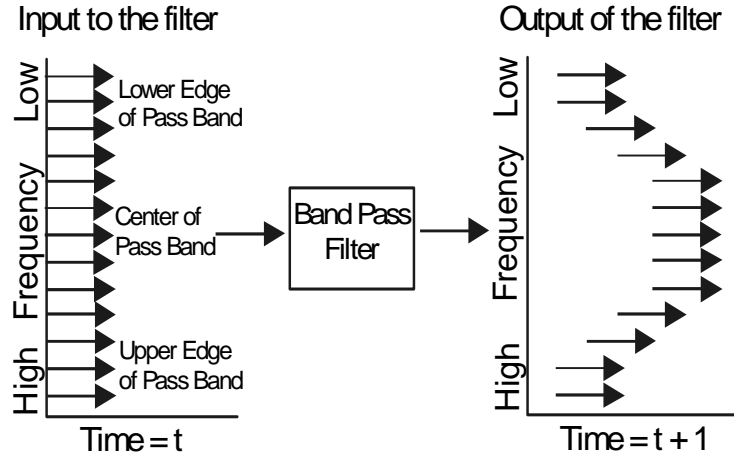 Input to the filter
Low
Frequency
High
Lower Edge
of Pass Band
Center of
Pass Band
Upper Edge
of Pass Band
Time = t
Band Pass
Filter
Output of the filter
Low
Frequency
High
Time = t + 1